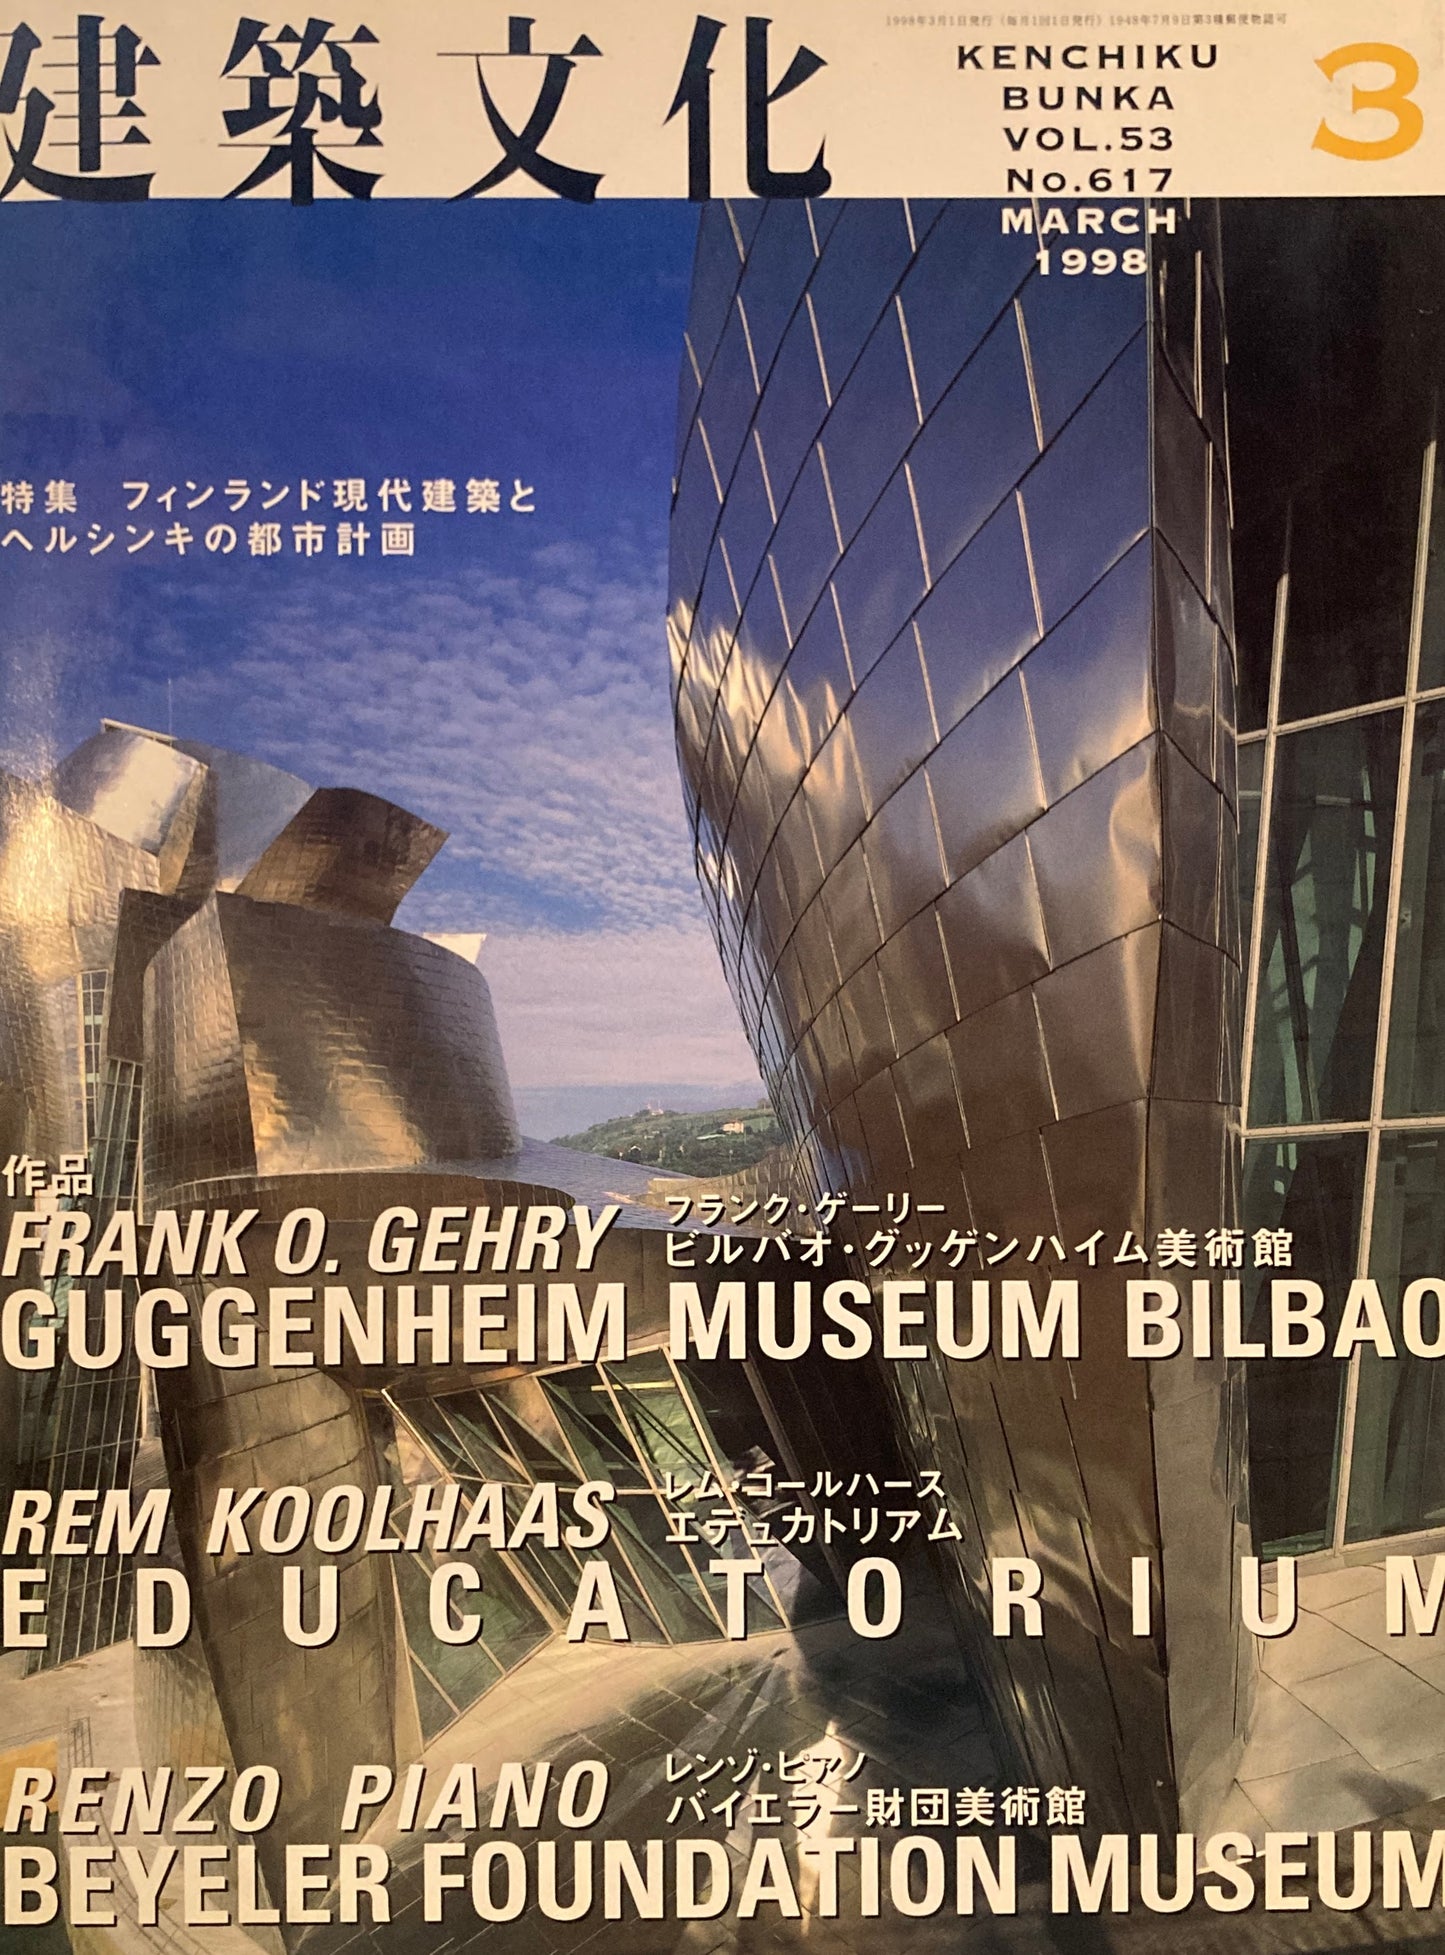 建築文化
1998年3月1日発行(毎月1回1日発行)1948年7月9日第3種郵便物認可
KENCHIKU
BUNKA
VOL.53
No.617
MARCH
1998
3
特集 フィンランド現代建築と
ヘルシンキの都市計画
作品
FRANK O. GEHRY
フランク・ゲーリー
ビルバオ・グッゲンハイム美術館
GUGGENHEIM MUSEUM BILBAO
REM KOOLHAAS
レム・コールハース
エデュカトリアム
EDUCATORIUM
RENZO PIANO
レンゾ・ピアノ
バイエラー財団美術館
BEYELER FOUNDATION MUSEUM